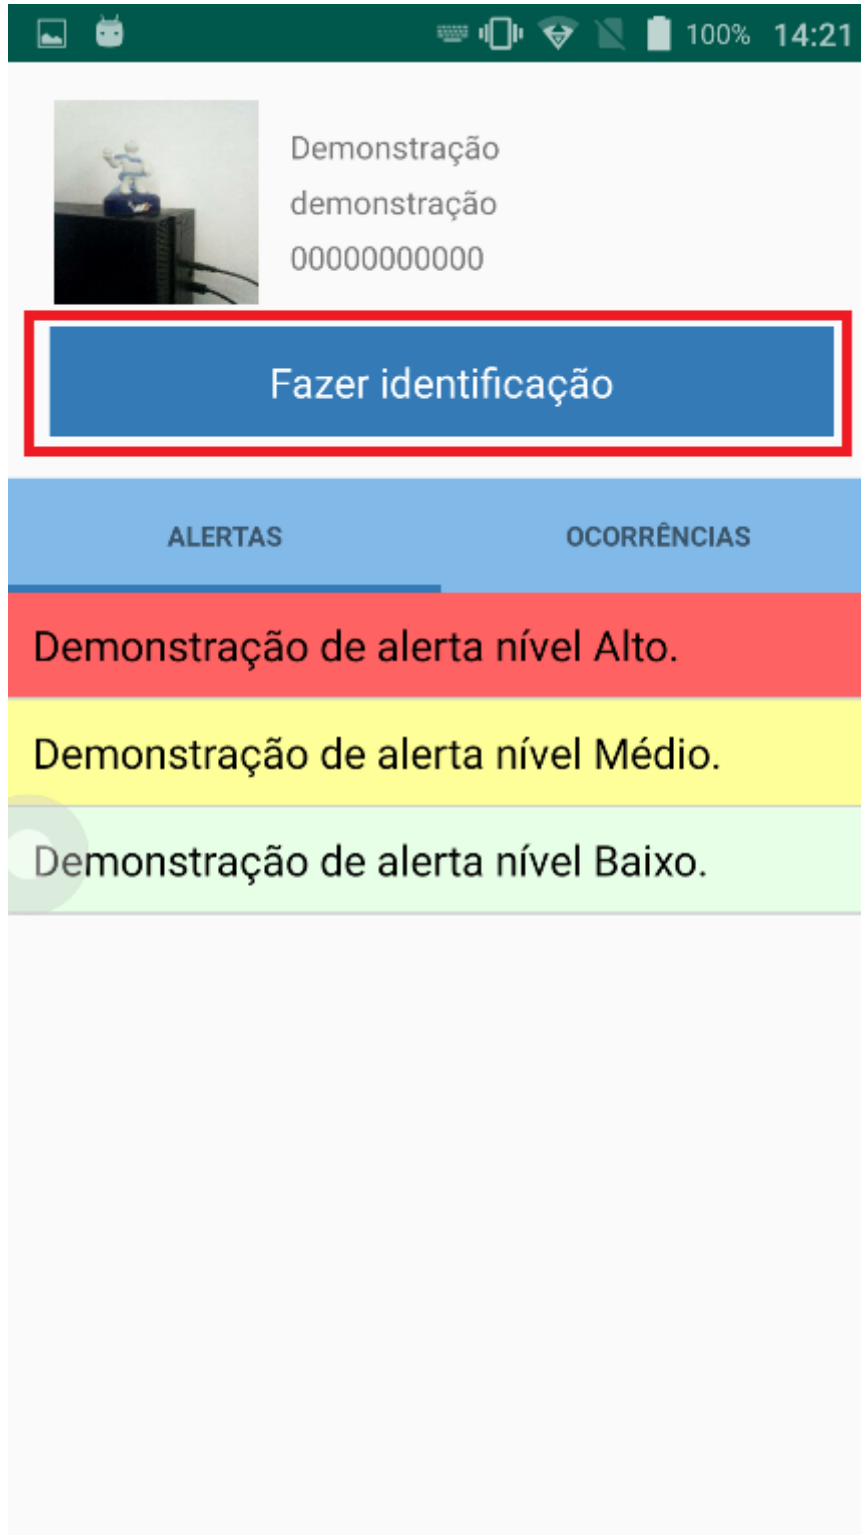 100% 14:21
Demonstração
demonstração
00000000000
Fazer identificação
ALERTAS OCORRÊNCIAS
Demonstração de alerta nível Alto.
Demonstração de alerta nível Médio.
Demonstração de alerta nível Baixo.